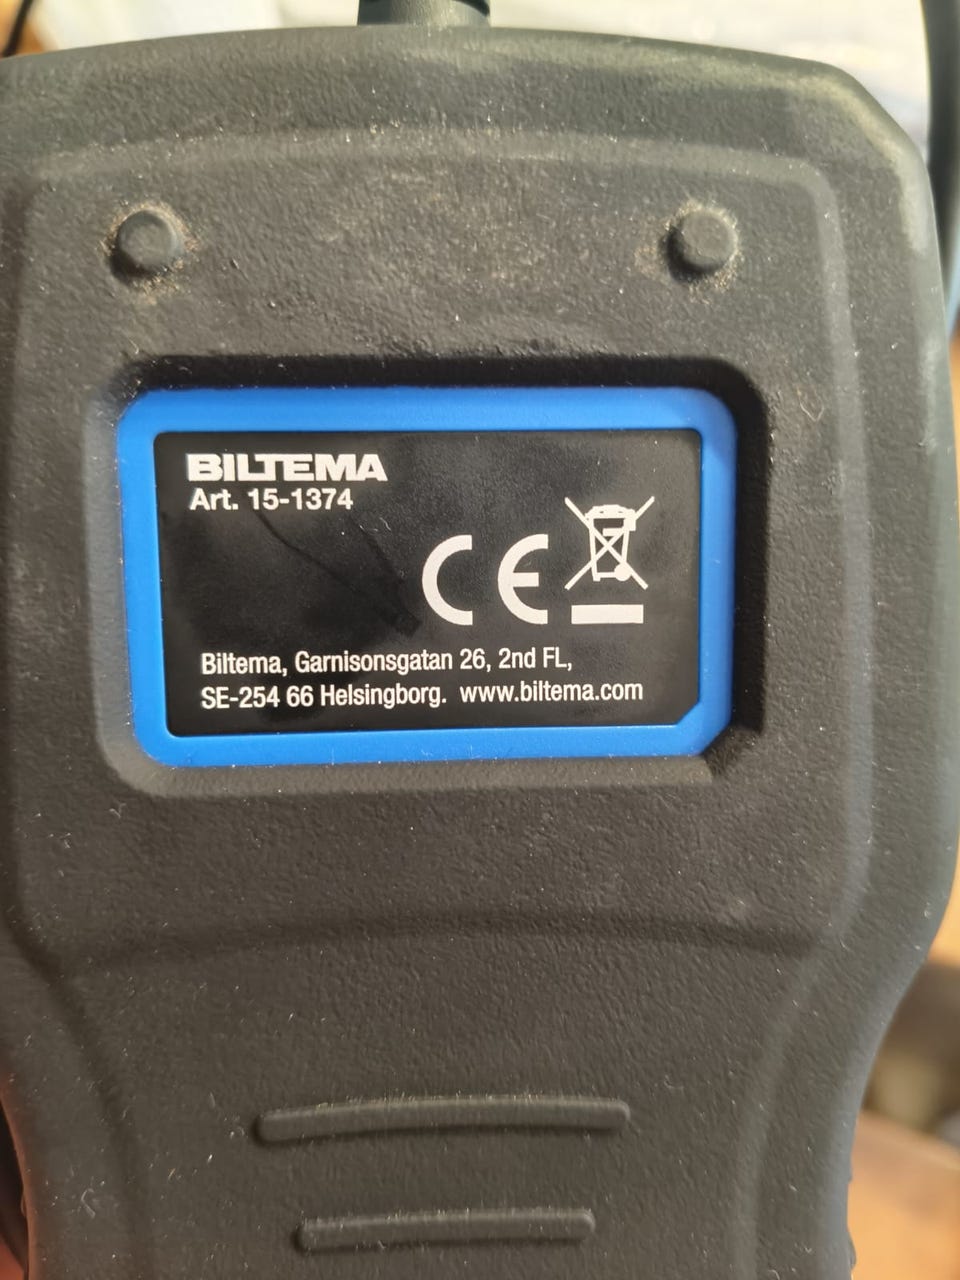 BILTEMA
Art. 15-1374
CE
Biltema, Garnisonsgatan 26, 2nd FL,
SE-254 66 Helsingborg. www.biltema.com